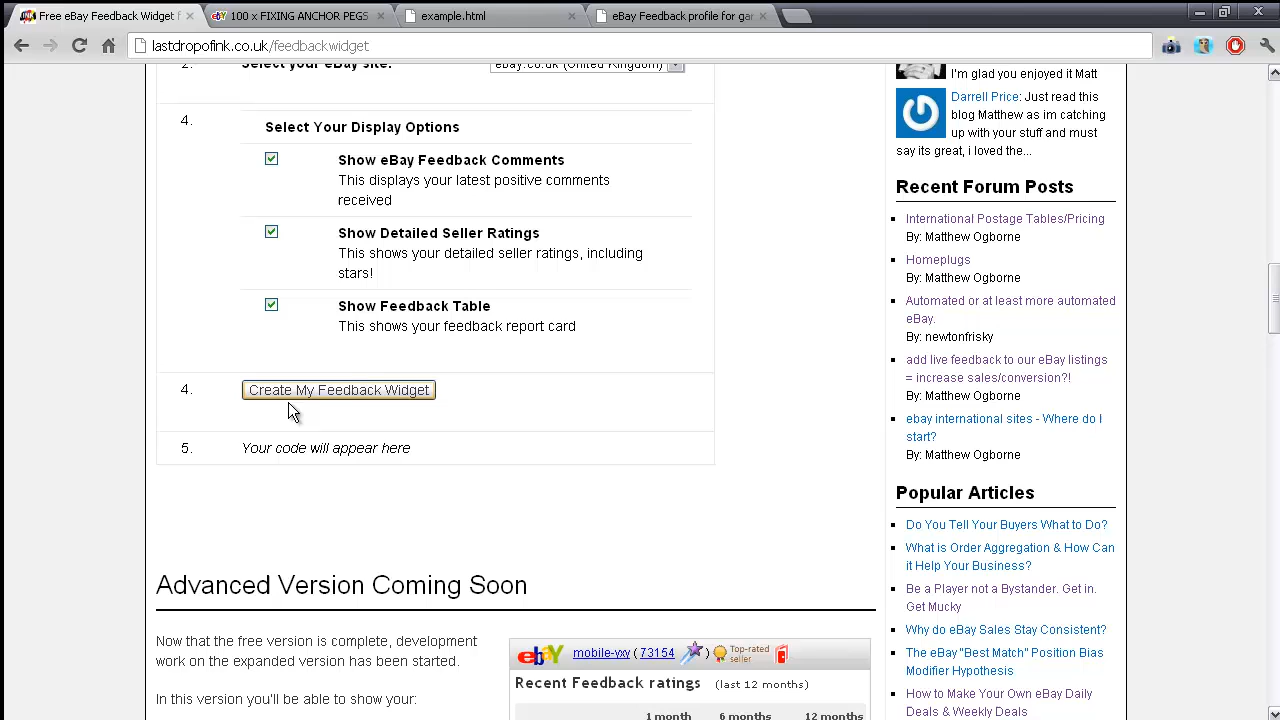 Free eBay Feedback Widget f
100 x FIXING ANCHOR PEGS
example.html
eBay Feedback profile for gar
lastdropofink.co.uk/feedbackwidget
2. Select your eBay site: ebay.co.uk (United Kingdom)
4. Select Your Display Options
Show eBay Feedback Comments
This displays your latest positive comments
received
Show Detailed Seller Ratings
This shows your detailed seller ratings, including
stars!
Show Feedback Table
This shows your feedback report card
4. Create My Feedback Widget
5. Your code will appear here
Advanced Version Coming Soon
Now that the free version is complete, development
work on the expanded version has been started.
In this version you'll be able to show your:
ebY mobile-yxy ( 73154 ) Top-rated
seller
Recent Feedback ratings (last 12 months)
1 month 6 months 12 months
I'm glad you enjoyed it Matt
Darrell Price: Just read this
blog Matthew as im catching
up with your stuff and must
say its great, i loved the...
Recent Forum Posts
International Postage Tables/Pricing
By: Matthew Ogborne
Homeplugs
By: Matthew Ogborne
Automated or at least more automated
eBay.
By: newtonfrisky
add live feedback to our eBay listings
= increase sales/conversion?!
By: Matthew Ogborne
ebay international sites - Where do I
start?
By: Matthew Ogborne
Popular Articles
Do You Tell Your Buyers What to Do?
What is Order Aggregation & How Can
it Help Your Business?
Be a Player not a Bystander. Get in.
Get Mucky
Why do eBay Sales Stay Consistent?
The eBay "Best Match" Position Bias
Modifier Hypothesis
How to Make Your Own eBay Daily
Deals & Weekly Deals